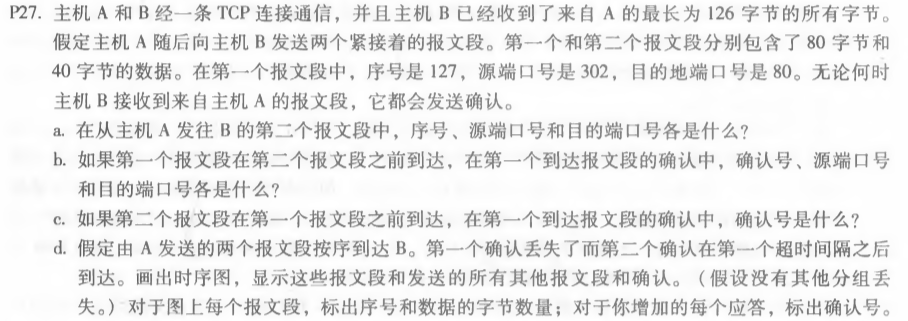 P27. 主机 A 和 B 经一条 TCP 连接通信，并且主机 B 已经收到了来自 A 的最长为 126 字节的所有字节。
假定主机 A 随后向主机 B 发送两个紧接着的报文段。第一个和第二个报文段分别包含了 80 字节和
40 字节的数据。在第一个报文段中，序号是 127，源端口号是 302，目的地端口号是 80。无论何时
主机 B 接收到来自主机 A 的报文段，它都会发送确认。
a. 在从主机 A 发往 B 的第二个报文段中，序号、源端口号和目的端口号各是什么？
b. 如果第一个报文段在第二个报文段之前到达，在第一个到达报文段的确认中，确认号、源端口号
和目的端口号各是什么？
c. 如果第二个报文段在第一个报文段之前到达，在第一个到达报文段的确认中，确认号是什么？
d. 假定由 A 发送的两个报文段按序到达 B。第一个确认丢失了而第二个确认在第一个超时间隔之后
到达。画出时序图，显示这些报文段和发送的所有其他报文段和确认。（假设没有其他分组丢
失。）对于图上每个报文段，标出序号和数据的字节数量；对于你增加的每个应答，标出确认号。